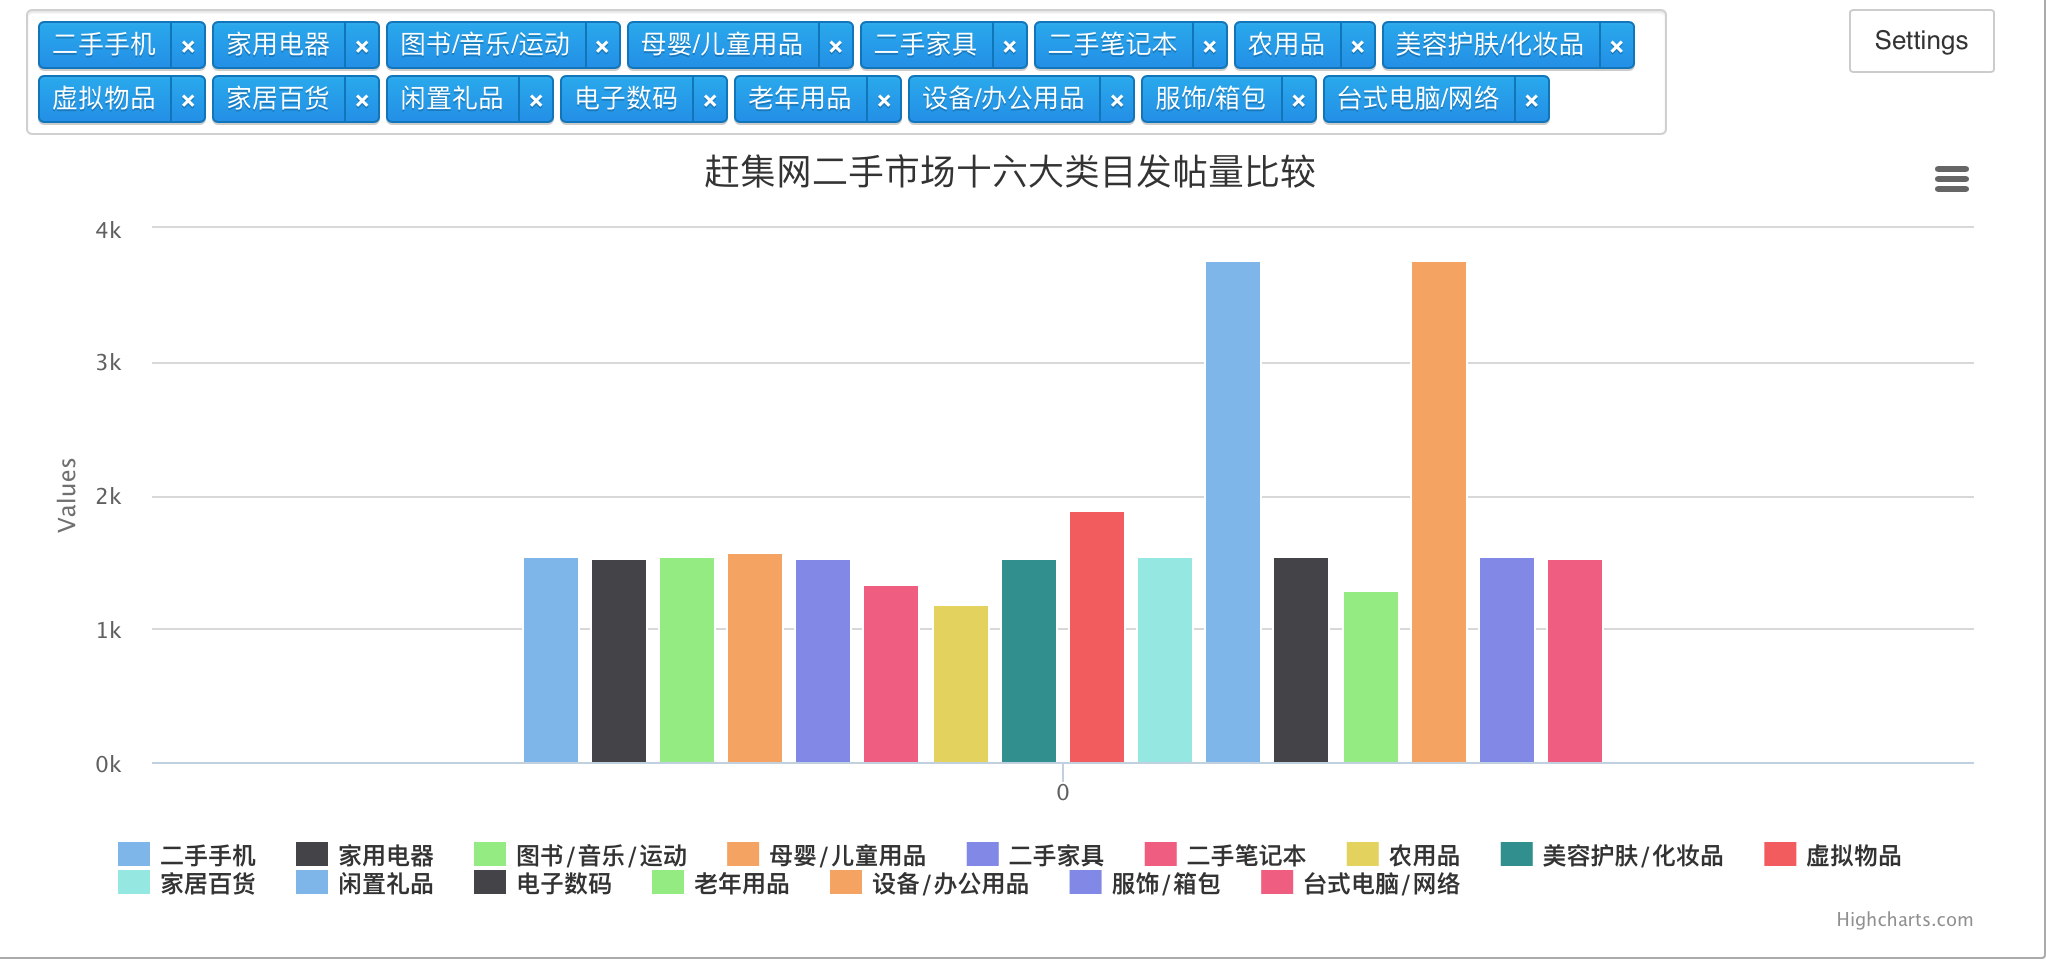 二手手机 × 家用电器 × 图书/音乐/运动 × 母婴/儿童用品 × 二手家具 × 二手笔记本 × 农用品 × 美容护肤/化妆品 × Settings
虚拟物品 × 家居百货 × 闲置礼品 × 电子数码 × 老年用品 × 设备/办公用品 × 服饰/箱包 × 台式电脑/网络 ×
赶集网二手市场十六大类目发帖量比较
4k
3k
2k
1k
0k
Values
0
二手手机 家用电器 图书/音乐/运动 母婴/儿童用品 二手家具 二手笔记本 农用品 美容护肤/化妆品 虚拟物品
家居百货 闲置礼品 电子数码 老年用品 设备/办公用品 服饰/箱包 台式电脑/网络
Highcharts.com